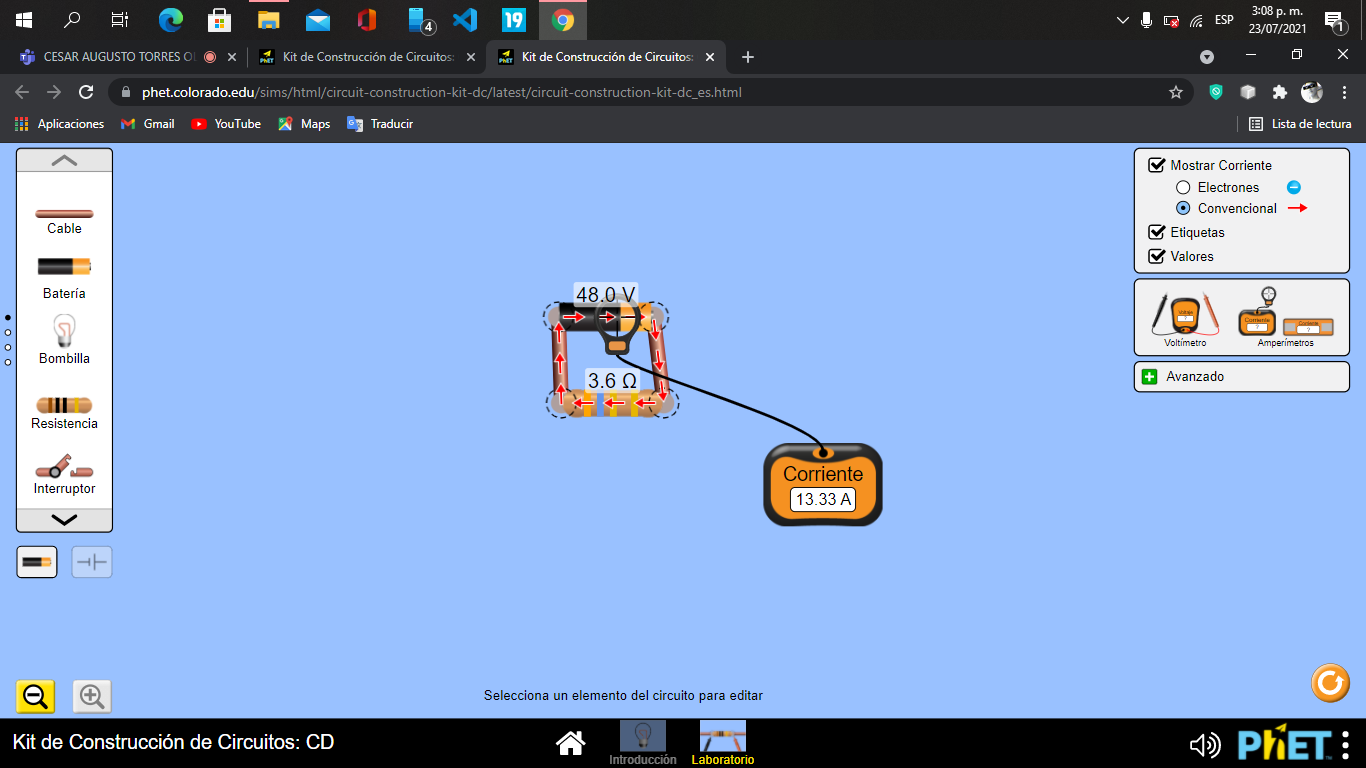 4
19
ESP
3:08 p. m.
23/07/2021
1
CESAR AUGUSTO TORRES OI
Kit de Construcción de Circuitos:
Kit de Construcción de Circuitos:
phet.colorado.edu/sims/html/circuit-construction-kit-dc/latest/circuit-construction-kit-dc_es.html
Aplicaciones
Gmail
YouTube
Maps
Traducir
Lista de lectura
Cable
Batería
Bombilla
Resistencia
Interruptor
48.0 V
3.6 Ω
Corriente
13.33 A
Mostrar Corriente
Electrones
Convencional
Etiquetas
Valores
Voltaje
?
Corriente
?
Corriente
?
Voltímetro
Amperímetros
Avanzado
Selecciona un elemento del circuito para editar
Kit de Construcción de Circuitos: CD
Introducción
Laboratorio
PhET